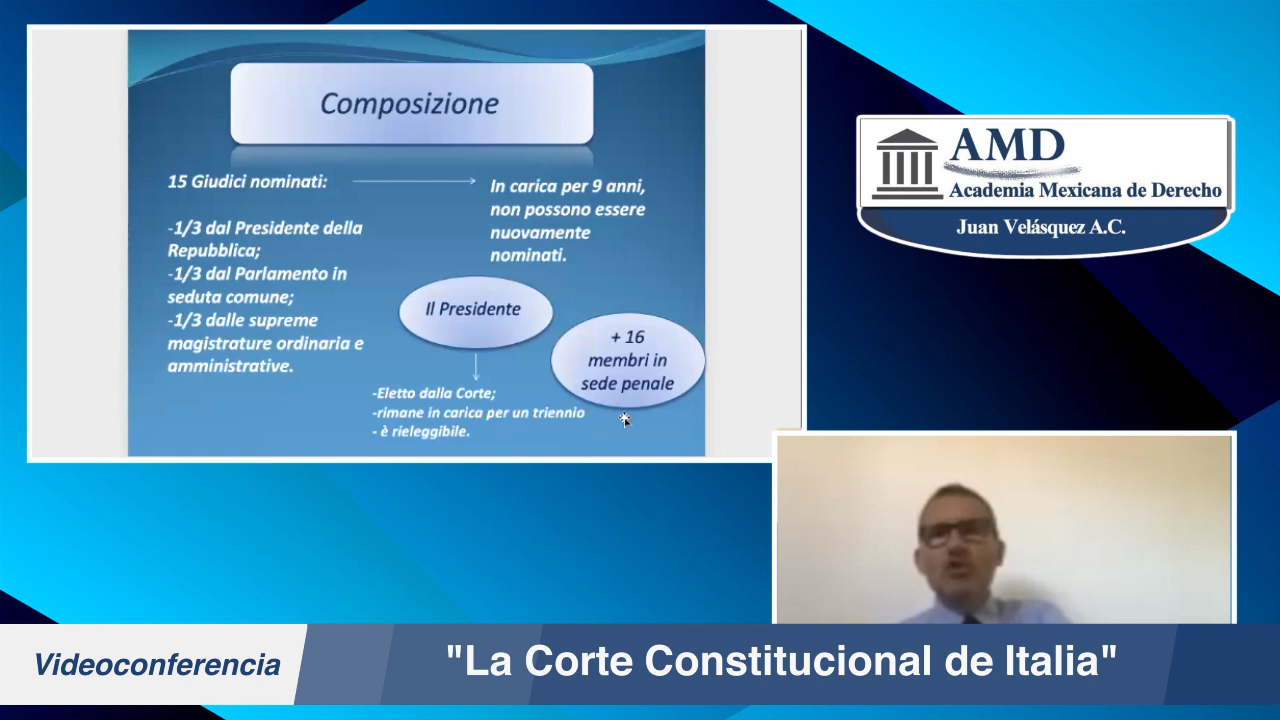 Composizione
15 Giudici nominati:
-1/3 dal Presidente della
Repubblica;
-1/3 dal Parlamento in
seduta comune;
-1/3 dalle supreme
magistrature ordinaria e
amministrative.
In carica per 9 anni,
non possono essere
nuovamente
nominati.
Il Presidente
-Eletto dalla Corte;
-rimane in carica per un triennio
- è rieleggibile.
+ 16
membri in
sede penale
AMD
Academia Mexicana de Derecho
Juan Velásquez A.C.
Videoconferencia
"La Corte Constitucional de Italia"